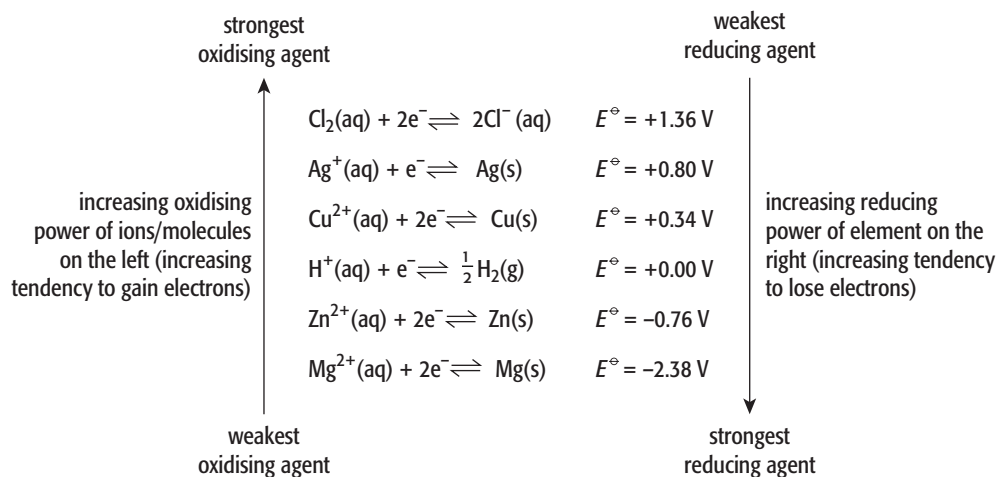 strongest
oxidising agent
weakest
reducing agent
Cl₂(aq) + 2e⁻ ⇌ 2Cl⁻ (aq) E⦵ = +1.36 V
Ag⁺(aq) + e⁻ ⇌ Ag(s) E⦵ = +0.80 V
Cu²⁺(aq) + 2e⁻ ⇌ Cu(s) E⦵ = +0.34 V
H⁺(aq) + e⁻ ⇌ ½H₂(g) E⦵ = +0.00 V
Zn²⁺(aq) + 2e⁻ ⇌ Zn(s) E⦵ = –0.76 V
Mg²⁺(aq) + 2e⁻ ⇌ Mg(s) E⦵ = –2.38 V
increasing oxidising
power of ions/molecules
on the left (increasing
tendency to gain electrons)
increasing reducing
power of element on the
right (increasing tendency
to lose electrons)
weakest
oxidising agent
strongest
reducing agent